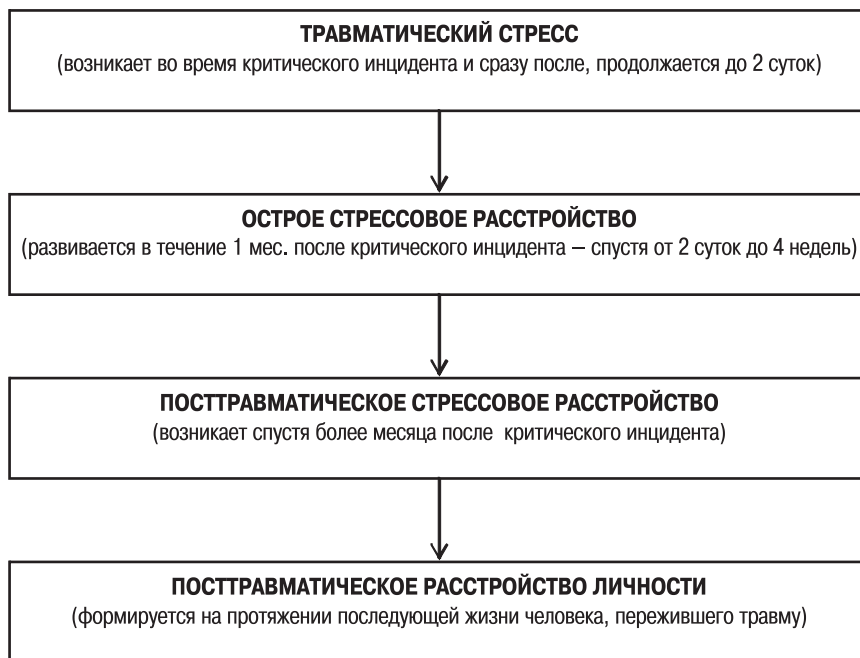 ТРАВМАТИЧЕСКИЙ СТРЕСС
(возникает во время критического инцидента и сразу после, продолжается до 2 суток)
ОСТРОЕ СТРЕССОВОЕ РАССТРОЙСТВО
(развивается в течение 1 мес. после критического инцидента – спустя от 2 суток до 4 недель)
ПОСТТРАВМАТИЧЕСКОЕ СТРЕССОВОЕ РАССТРОЙСТВО
(возникает спустя более месяца после критического инцидента)
ПОСТТРАВМАТИЧЕСКОЕ РАССТРОЙСТВО ЛИЧНОСТИ
(формируется на протяжении последующей жизни человека, пережившего травму)